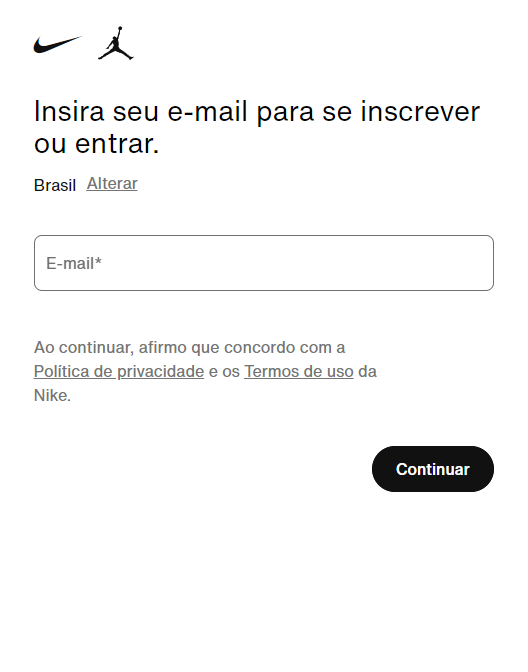 Insira seu e-mail para se inscrever
ou entrar.
Brasil Alterar
E-mail*
Ao continuar, afirmo que concordo com a
Política de privacidade e os Termos de uso da
Nike.
Continuar